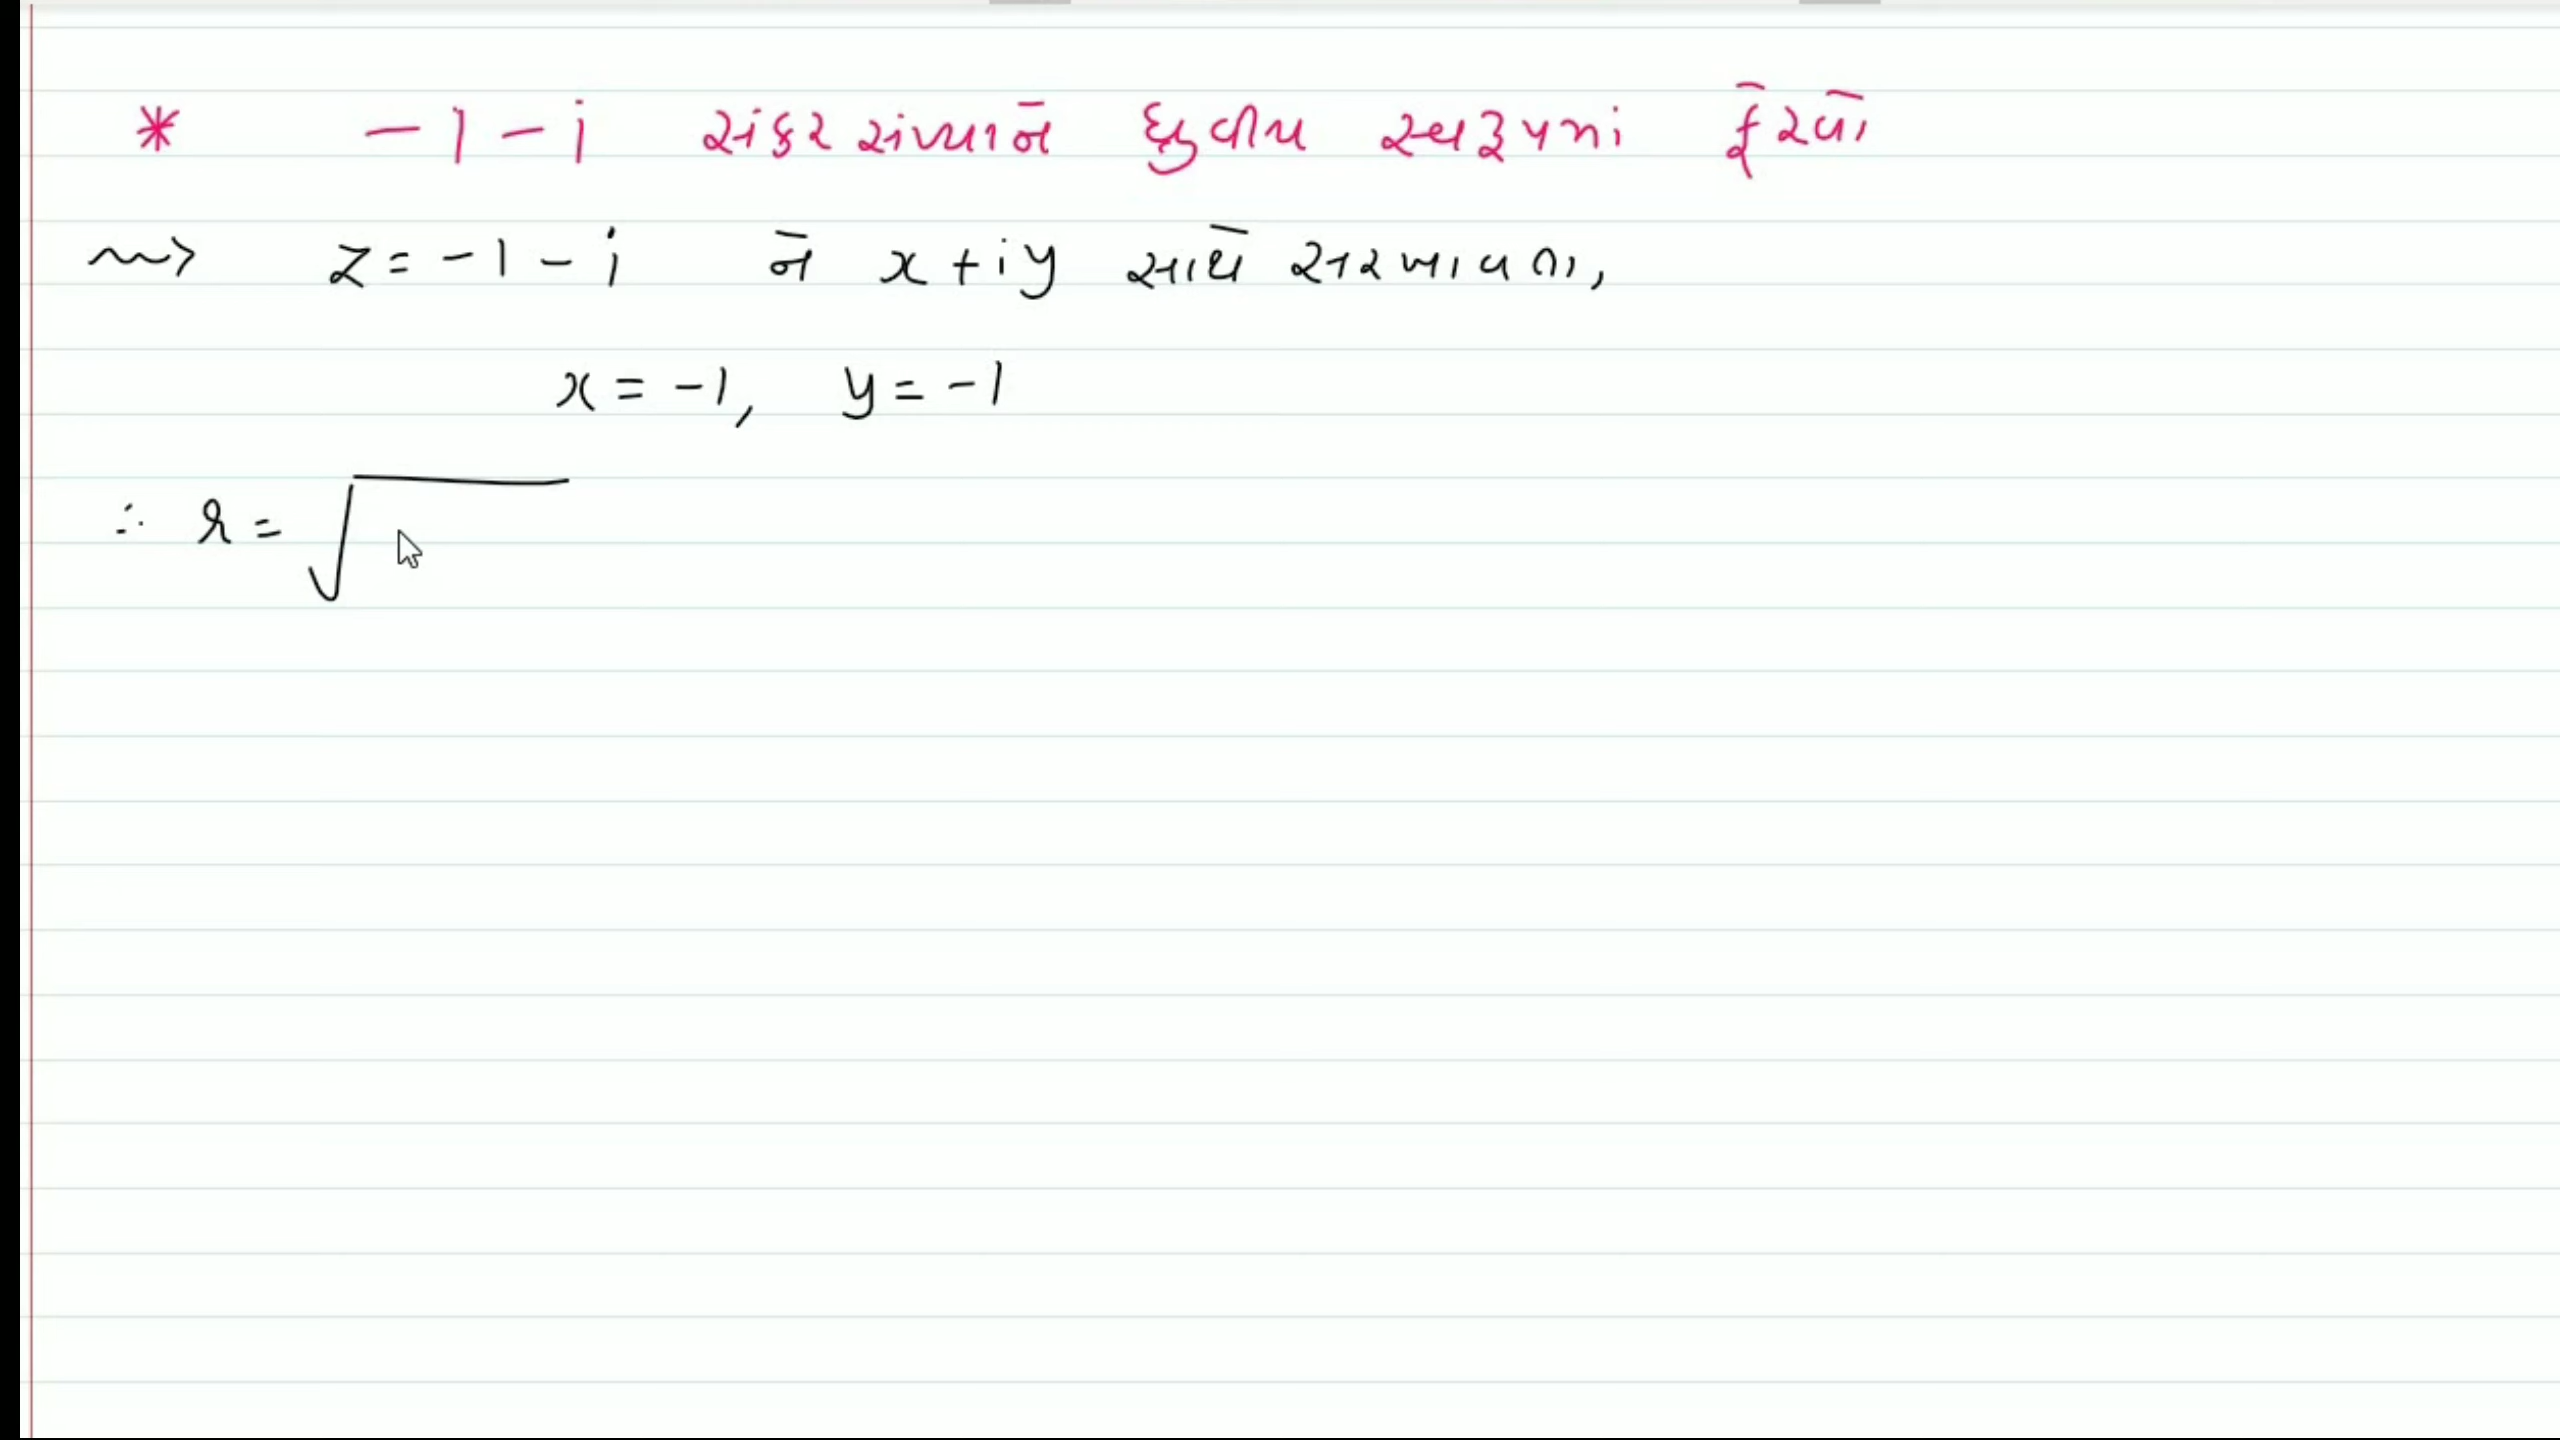 * -1-i સંકર સંખ્યાને ધ્રુવીય સ્વરૂપમાં ફેરવો
⇝ z = -1 - i ને x + iy સાથે સરખાવતા,
x = -1, y = -1
∴ r = √